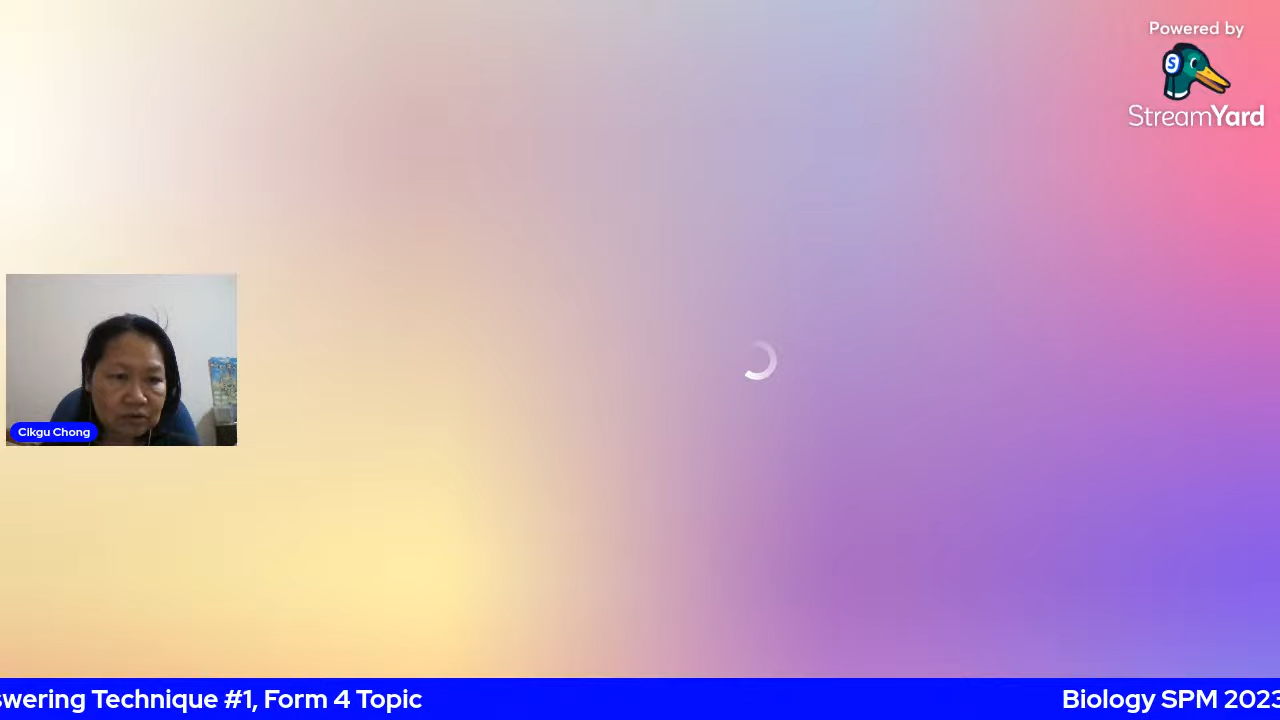 Powered by
S
StreamYard
Cikgu Chong
swering Technique #1, Form 4 Topic
Biology SPM 2023